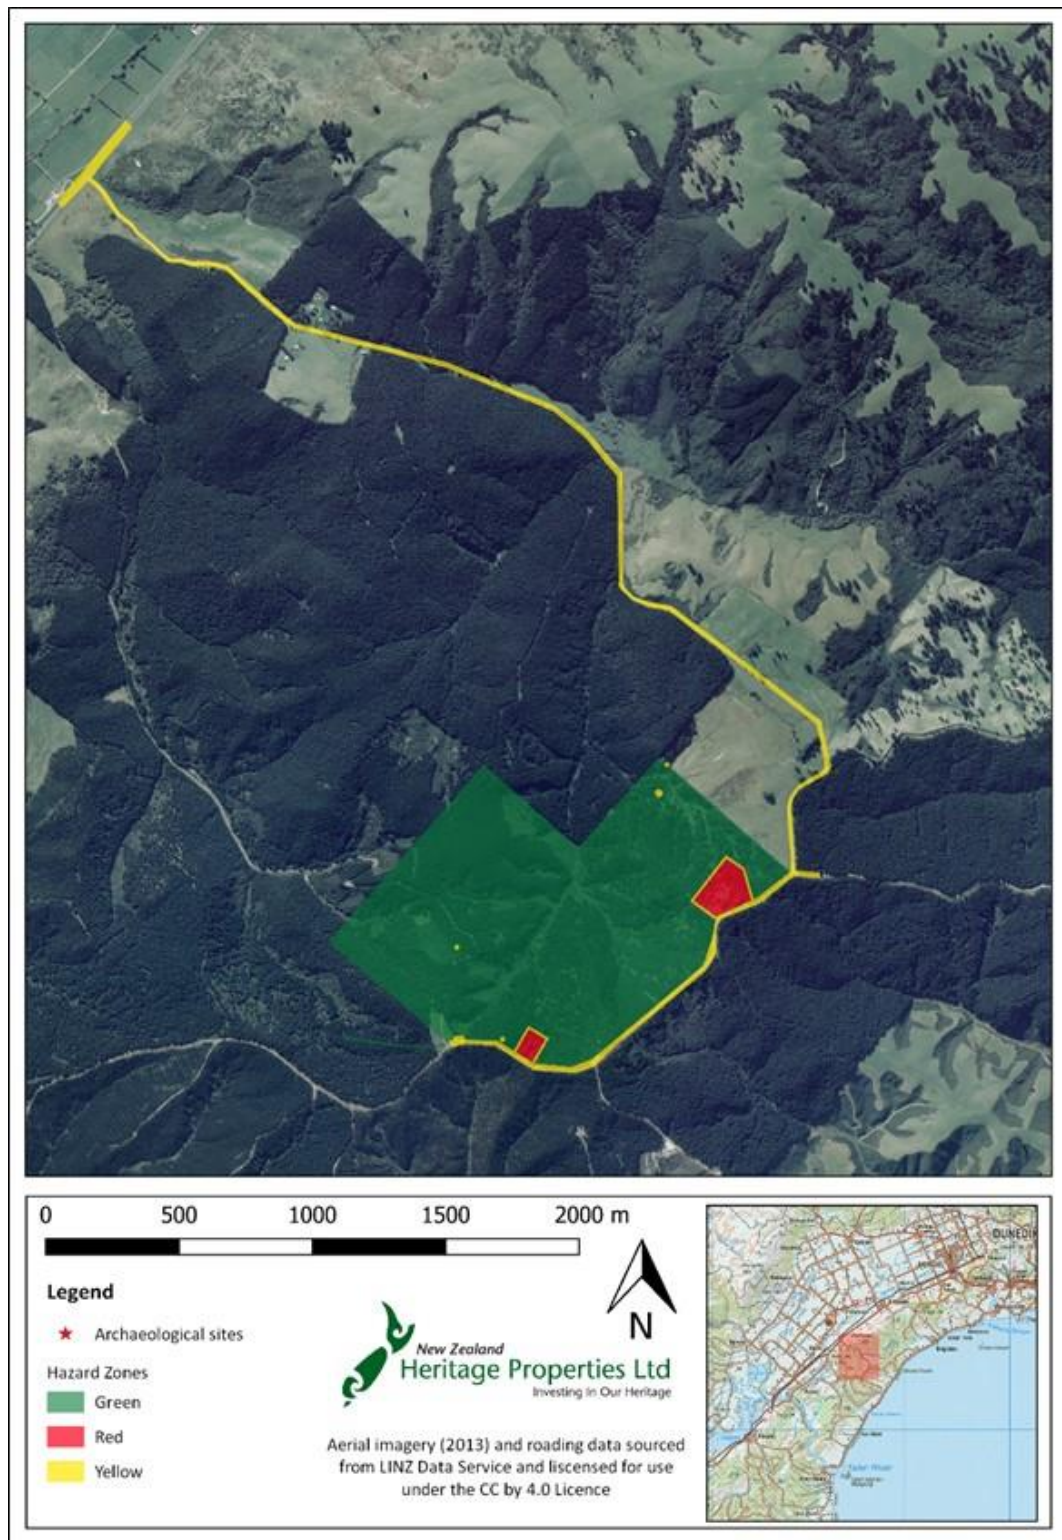 0 500 1000 1500 2000 m
Legend
Archaeological sites
Hazard Zones
Green
Red
Yellow
N
New Zealand
Heritage Properties Ltd
Investing In Our Heritage
Aerial imagery (2013) and roading data sourced
from LINZ Data Service and liscensed for use
under the CC by 4.0 Licence